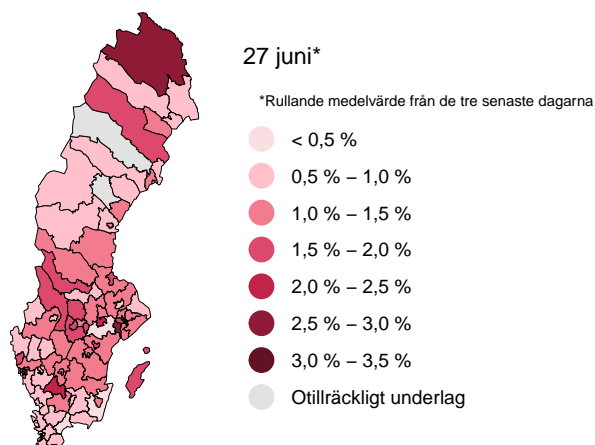 27 juni*
*Rullande medelvärde från de tre senaste dagarna
< 0,5 %
0,5 % – 1,0 %
1,0 % – 1,5 %
1,5 % – 2,0 %
2,0 % – 2,5 %
2,5 % – 3,0 %
3,0 % – 3,5 %
Otillräckligt underlag